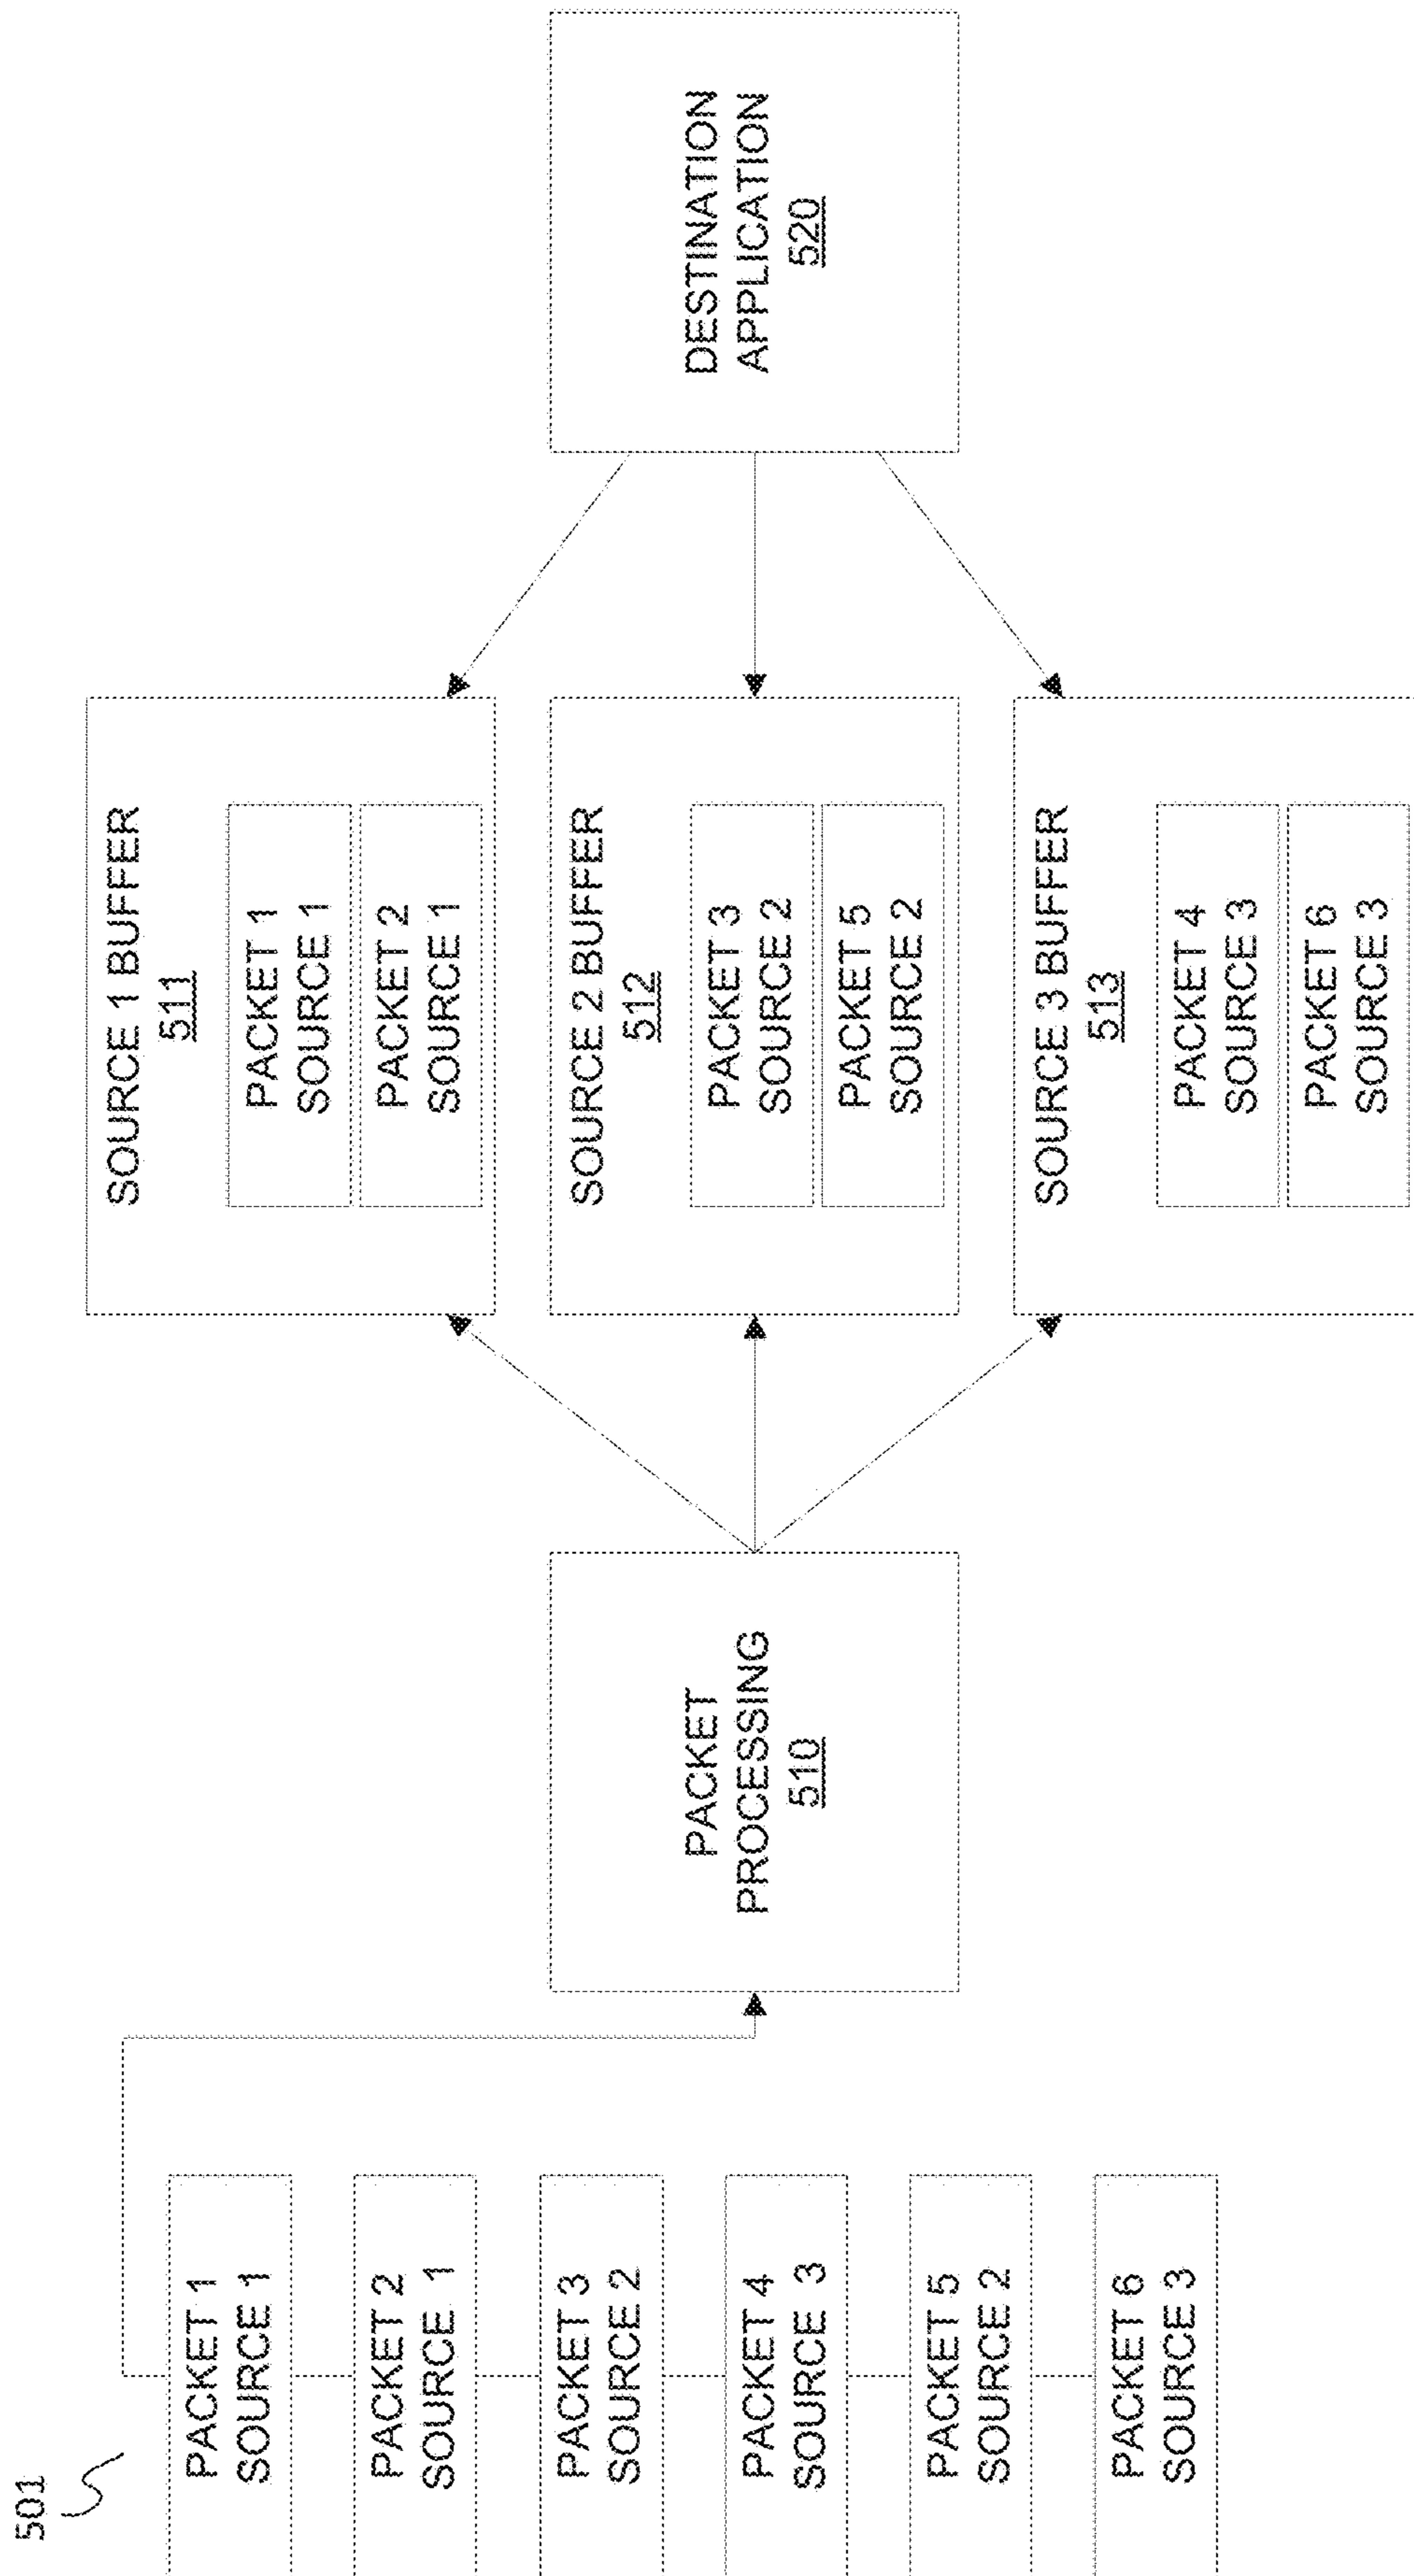 501
PACKET 1
SOURCE 1
PACKET 2
SOURCE 1
PACKET 3
SOURCE 2
PACKET 4
SOURCE 3
PACKET 5
SOURCE 2
PACKET 6
SOURCE 3
PACKET
PROCESSING
510
SOURCE 1 BUFFER
511
PACKET 1
SOURCE 1
PACKET 2
SOURCE 1
SOURCE 2 BUFFER
512
PACKET 3
SOURCE 2
PACKET 5
SOURCE 2
SOURCE 3 BUFFER
513
PACKET 4
SOURCE 3
PACKET 6
SOURCE 3
DESTINATION
APPLICATION
520